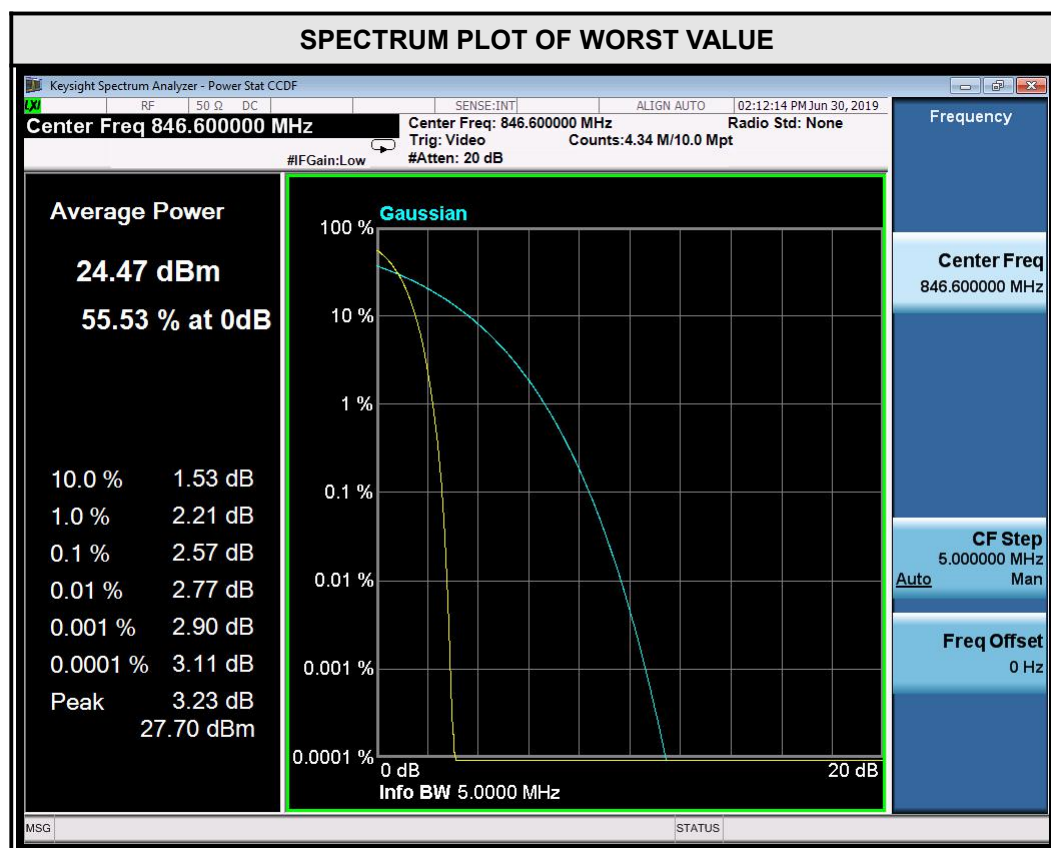 SPECTRUM PLOT OF WORST VALUE
Keysight Spectrum Analyzer - Power Stat CCDF
LXI RF 50 Ω DC SENSE:INT ALIGN AUTO 02:12:14 PM Jun 30, 2019
Center Freq 846.600000 MHz
#IFGain:Low
Center Freq: 846.600000 MHz Radio Std: None
Trig: Video Counts:4.34 M/10.0 Mpt
#Atten: 20 dB
Average Power
24.47 dBm
55.53 % at 0dB
10.0 % 1.53 dB
1.0 % 2.21 dB
0.1 % 2.57 dB
0.01 % 2.77 dB
0.001 % 2.90 dB
0.0001 % 3.11 dB
Peak 3.23 dB
27.70 dBm
Gaussian
100 %
10 %
1 %
0.1 %
0.01 %
0.001 %
0.0001 %
0 dB 20 dB
Info BW 5.0000 MHz
Frequency
Center Freq
846.600000 MHz
CF Step
5.000000 MHz
Auto Man
Freq Offset
0 Hz
MSG STATUS